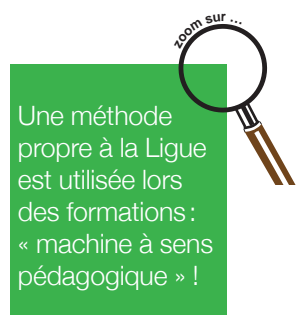 zoom sur ...
Une méthode
propre à la Ligue
est utilisée lors
des formations :
« machine à sens
pédagogique » !